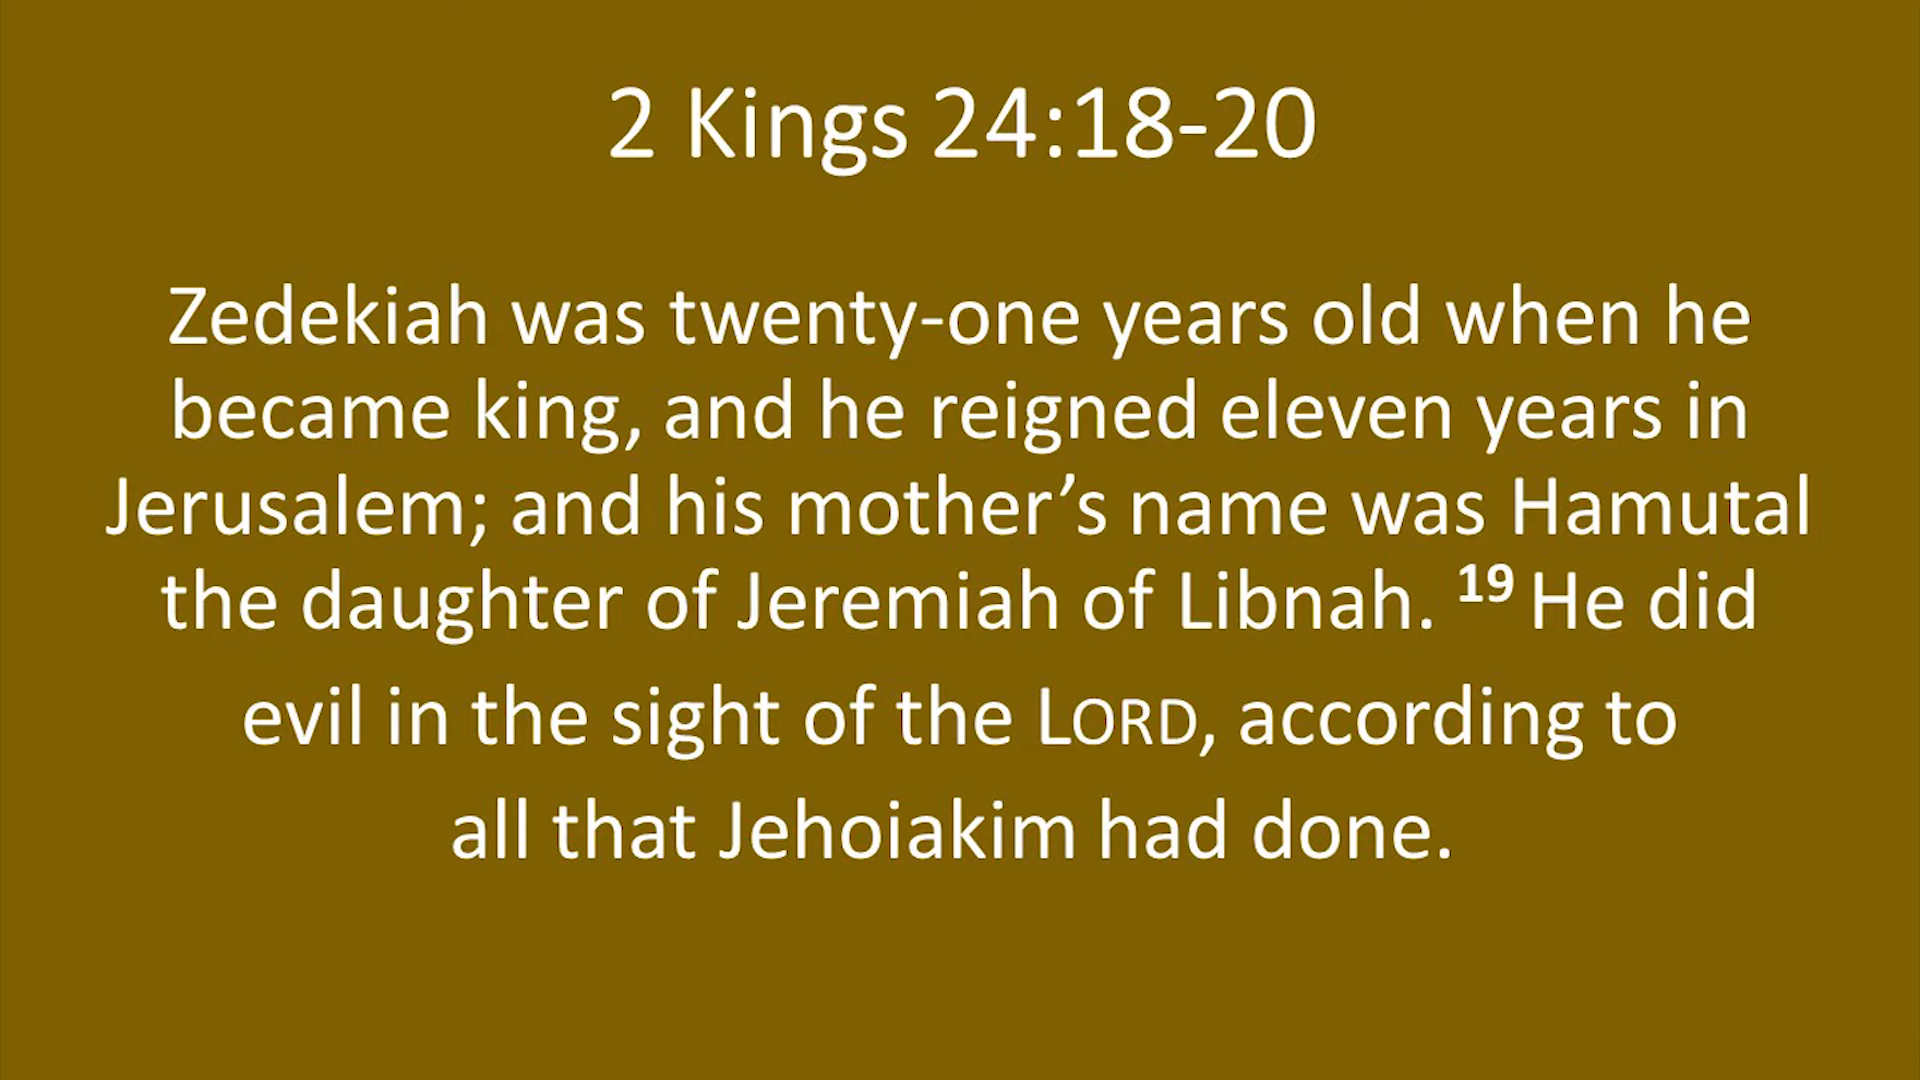 2 Kings 24:18-20
Zedekiah was twenty-one years old when he
became king, and he reigned eleven years in
Jerusalem; and his mother’s name was Hamutal
the daughter of Jeremiah of Libnah. 19 He did
evil in the sight of the LORD, according to
all that Jehoiakim had done.